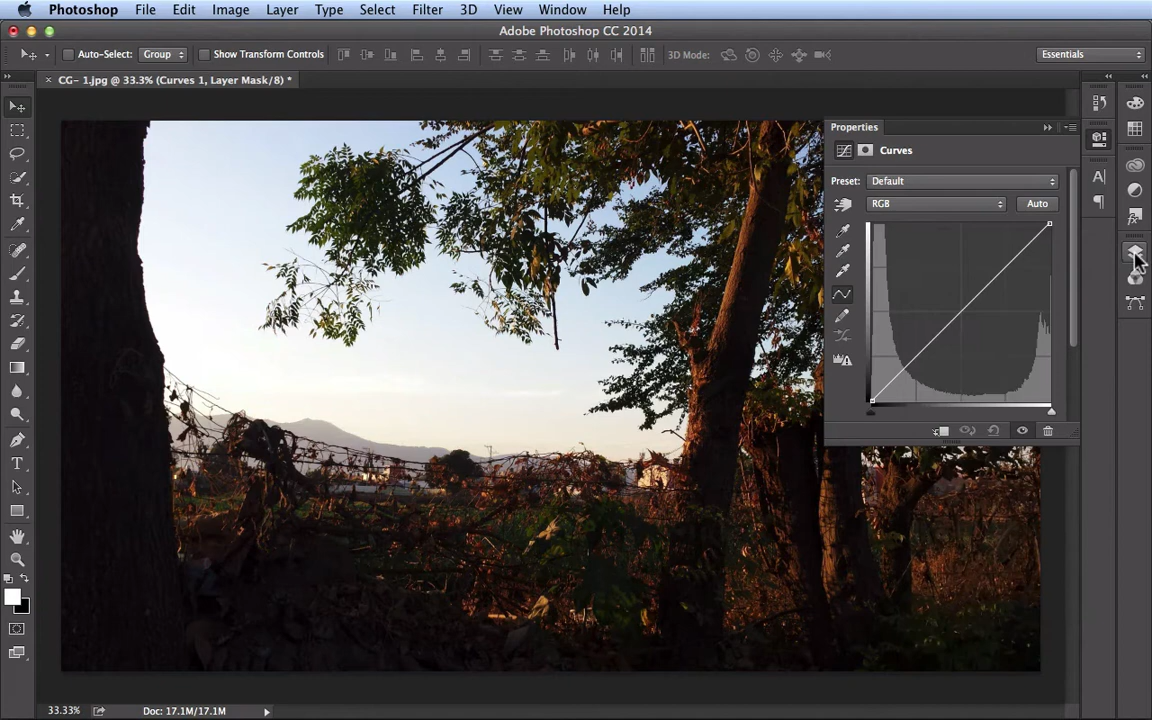 Photoshop File Edit Image Layer Type Select Filter 3D View Window Help
Adobe Photoshop CC 2014
Auto-Select: Group Show Transform Controls 3D Mode: Essentials
CG- 1.jpg @ 33.3% (Curves 1, Layer Mask/8) *
Properties
Curves
Preset: Default
RGB Auto
33.33% Doc: 17.1M/17.1M